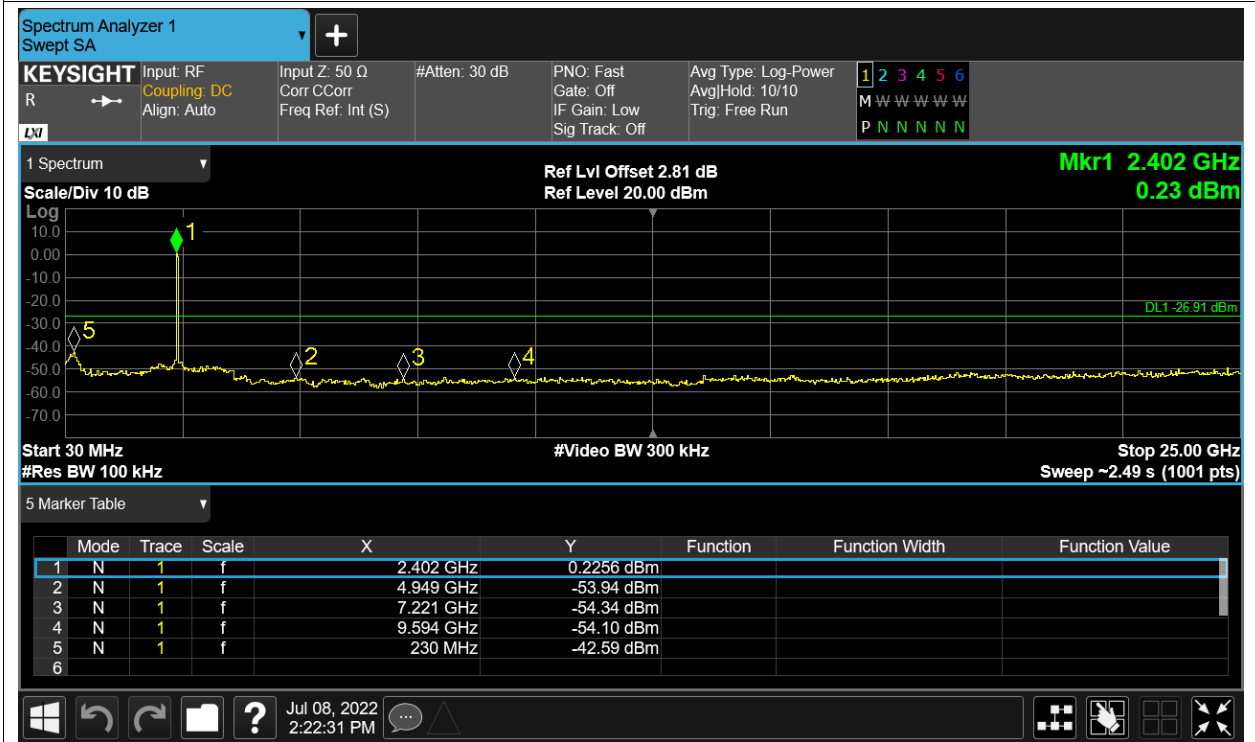 Spectrum Analyzer 1
Swept SA
+
KEYSIGHT Input: RF Input Z: 50 Ω #Atten: 30 dB PNO: Fast Avg Type: Log-Power 1 2 3 4 5 6
R Coupling: DC Corr CCorr Gate: Off Avg|Hold: 10/10 M W W W W W
Align: Auto Freq Ref: Int (S) IF Gain: Low Trig: Free Run
LXI Sig Track: Off P N N N N N
1 Spectrum Ref Lvl Offset 2.81 dB Mkr1 2.402 GHz
Scale/Div 10 dB Ref Level 20.00 dBm 0.23 dBm
Log
10.0 1
0.00
-10.0
-20.0 DL1 -26.91 dBm
-30.0 5
-40.0 2 3 4
-50.0
-60.0
-70.0
Start 30 MHz #Video BW 300 kHz Stop 25.00 GHz
#Res BW 100 kHz Sweep ~2.49 s (1001 pts)
5 Marker Table
Mode Trace Scale X Y Function Function Width Function Value
1 N 1 f 2.402 GHz 0.2256 dBm
2 N 1 f 4.949 GHz -53.94 dBm
3 N 1 f 7.221 GHz -54.34 dBm
4 N 1 f 9.594 GHz -54.10 dBm
5 N 1 f 230 MHz -42.59 dBm
6
? Jul 08, 2022
2:22:31 PM